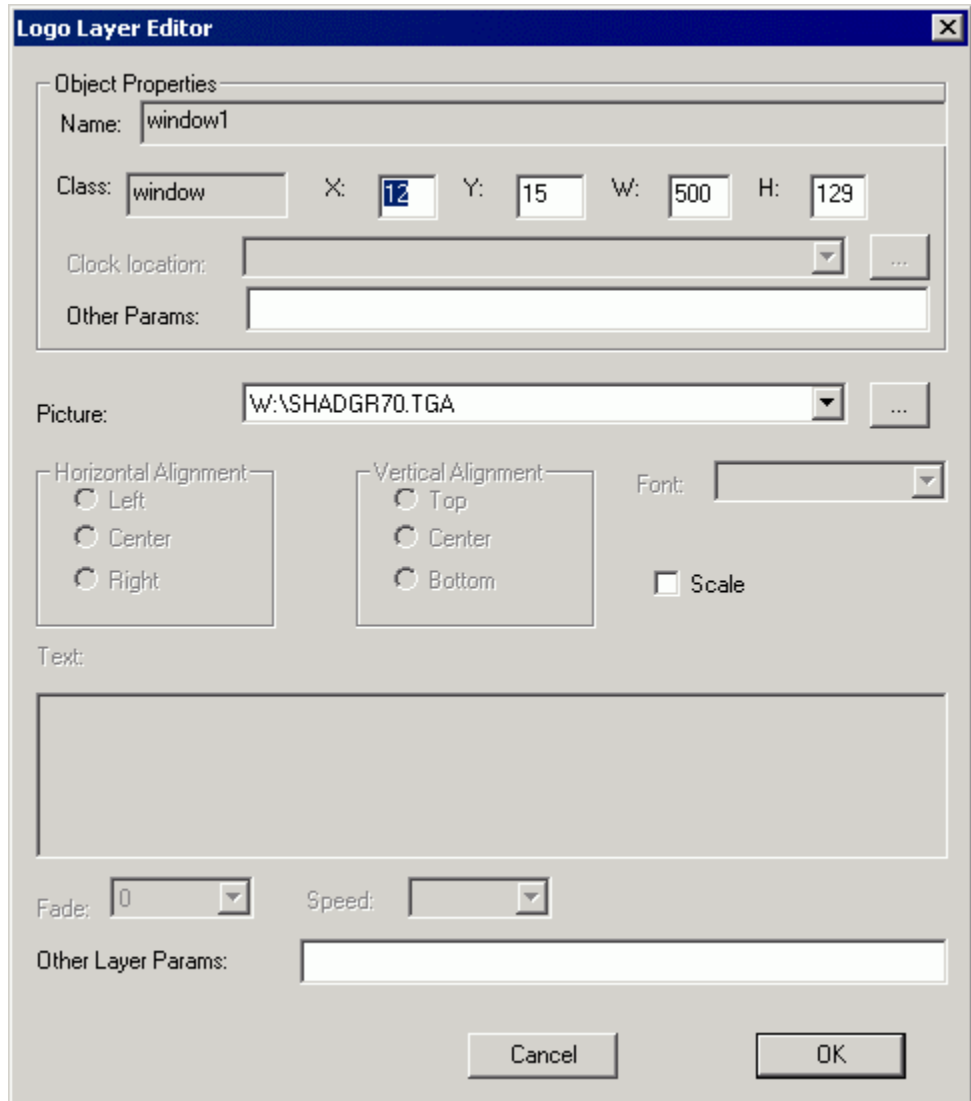 Logo Layer Editor
Object Properties
Name: window1
Class: window X: 12 Y: 15 W: 500 H: 129
Clock location: ...
Other Params:
Picture: W:\SHADGR70.TGA ...
Horizontal Alignment Vertical Alignment Font:
Left Top
Center Center
Right Bottom Scale
Text:
Fade: 0 Speed:
Other Layer Params:
Cancel OK